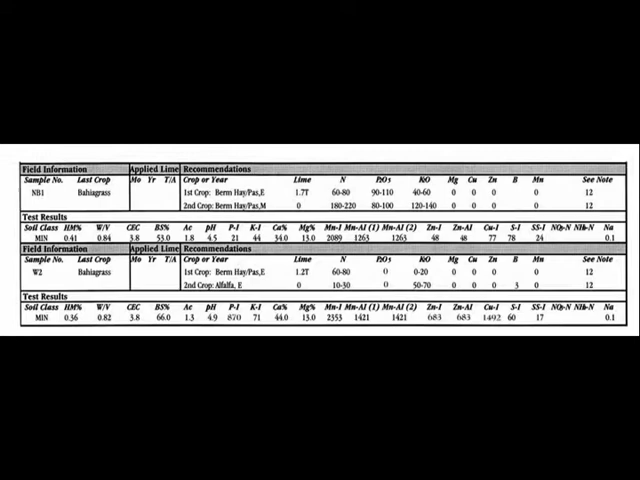 Field Information Applied Lime Recommendations
Sample No. Last Crop Mo Yr T/A Crop or Year Lime N P2O5 K2O Mg Cu Zn B Mn See Note
NB1 Bahiagrass 1st Crop: Berm Hay/Pas,E 1.7T 60-80 90-110 40-60 0 0 0 0 12
2nd Crop: Berm Hay/Pas,M 0 180-220 80-100 120-140 0 0 0 0 12
Test Results
Soil Class HM% W/V CEC BS% Ac pH P-I K-I Ca% Mg% Mn-I Mn-AI (1) Mn-AI (2) Zn-I Zn-AI Cu-I S-I SS-I NO3-N NH4-N Na
MIN 0.41 0.84 3.8 53.0 1.8 4.5 21 44 34.0 13.0 2089 1263 1263 48 48 77 78 24 0.1
Field Information Applied Lime Recommendations
Sample No. Last Crop Mo Yr T/A Crop or Year Lime N P2O5 K2O Mg Cu Zn B Mn See Note
W2 Bahiagrass 1st Crop: Berm Hay/Pas,E 1.2T 60-80 0 0-20 0 0 0 0 12
2nd Crop: Alfalfa, E 0 10-30 0 50-70 0 0 0 3 0 12
Test Results
Soil Class HM% W/V CEC BS% Ac pH P-I K-I Ca% Mg% Mn-I Mn-AI (1) Mn-AI (2) Zn-I Zn-AI Cu-I S-I SS-I NO3-N NH4-N Na
MIN 0.36 0.82 3.8 66.0 1.3 4.9 870 71 44.0 13.0 2353 1421 1421 683 683 1492 60 17 0.1